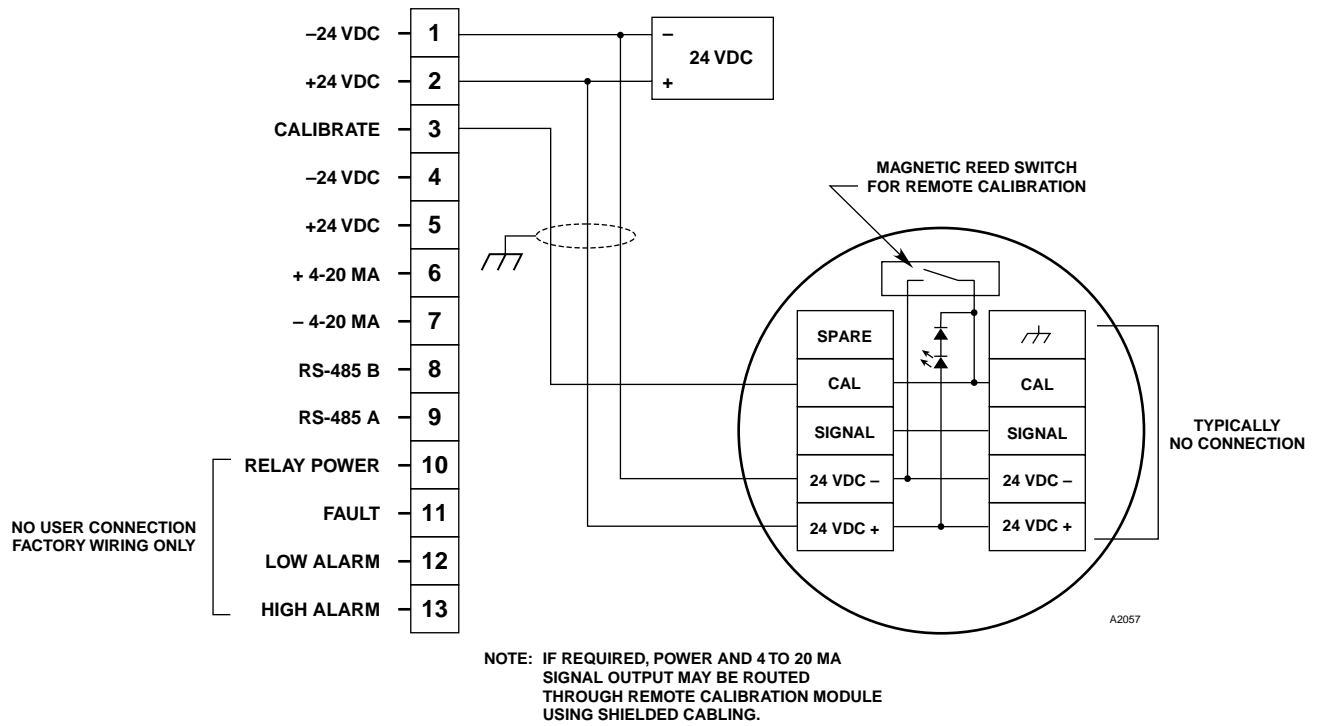 –24 VDC – 1
+24 VDC – 2
CALIBRATE – 3
–24 VDC – 4
+24 VDC – 5
+ 4-20 MA – 6
– 4-20 MA – 7
RS-485 B – 8
RS-485 A – 9
RELAY POWER – 10
FAULT – 11
LOW ALARM – 12
HIGH ALARM – 13
NO USER CONNECTION
FACTORY WIRING ONLY
–
24 VDC
+
MAGNETIC REED SWITCH
FOR REMOTE CALIBRATION
SPARE
CAL
SIGNAL
24 VDC –
24 VDC +
CAL
SIGNAL
24 VDC –
24 VDC +
TYPICALLY
NO CONNECTION
A2057
NOTE: IF REQUIRED, POWER AND 4 TO 20 MA
SIGNAL OUTPUT MAY BE ROUTED
THROUGH REMOTE CALIBRATION MODULE
USING SHIELDED CABLING.